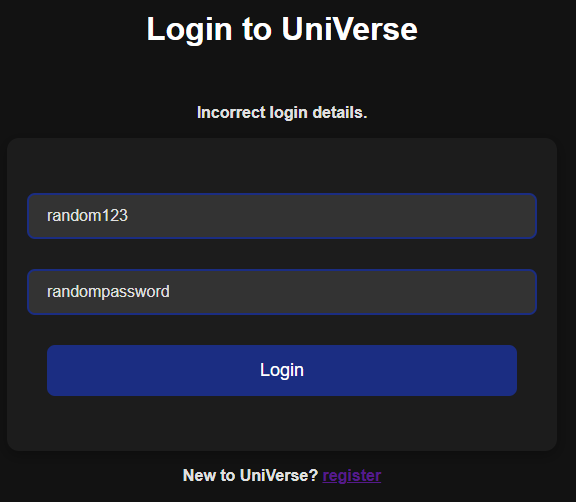 Login to UniVerse
Incorrect login details.
random123
randompassword
Login
New to UniVerse? register